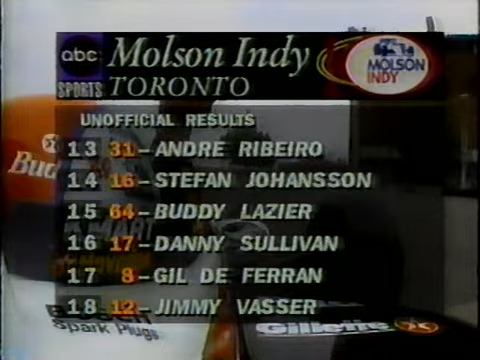 abc SPORTS
Molson Indy
TORONTO
MOLSON INDY
UNOFFICIAL RESULTS
13 31-ANDRE RIBEIRO
14 16-STEFAN JOHANSSON
15 64-BUDDY LAZIER
16 17-DANNY SULLIVAN
17 8-GIL DE FERRAN
18 12-JIMMY VASSER
Bud
Spark Plugs
Gillette